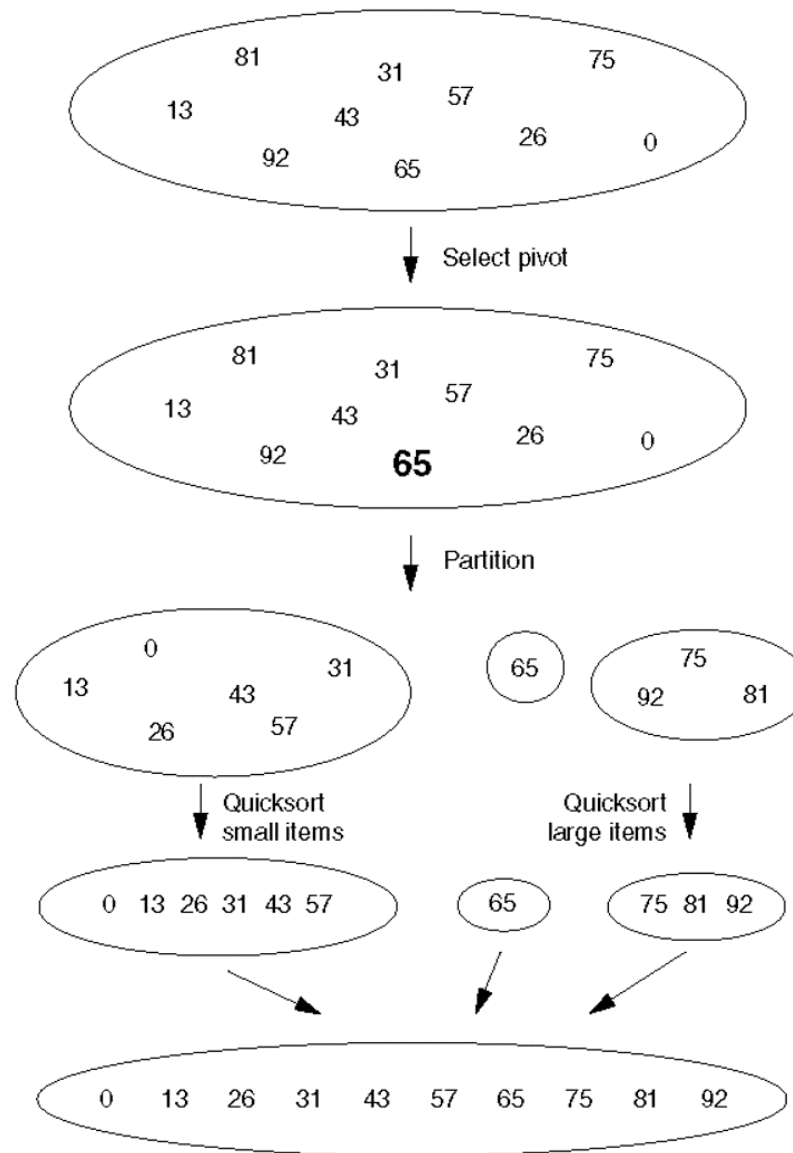 81 31 75
13 43 57
92 65 26 0
Select pivot
81 31 75
13 43 57
92 65 26 0
Partition
0 31 65 75
13 43 92 81
26 57
Quicksort
small items
Quicksort
large items
0 13 26 31 43 57 65 75 81 92
0 13 26 31 43 57 65 75 81 92